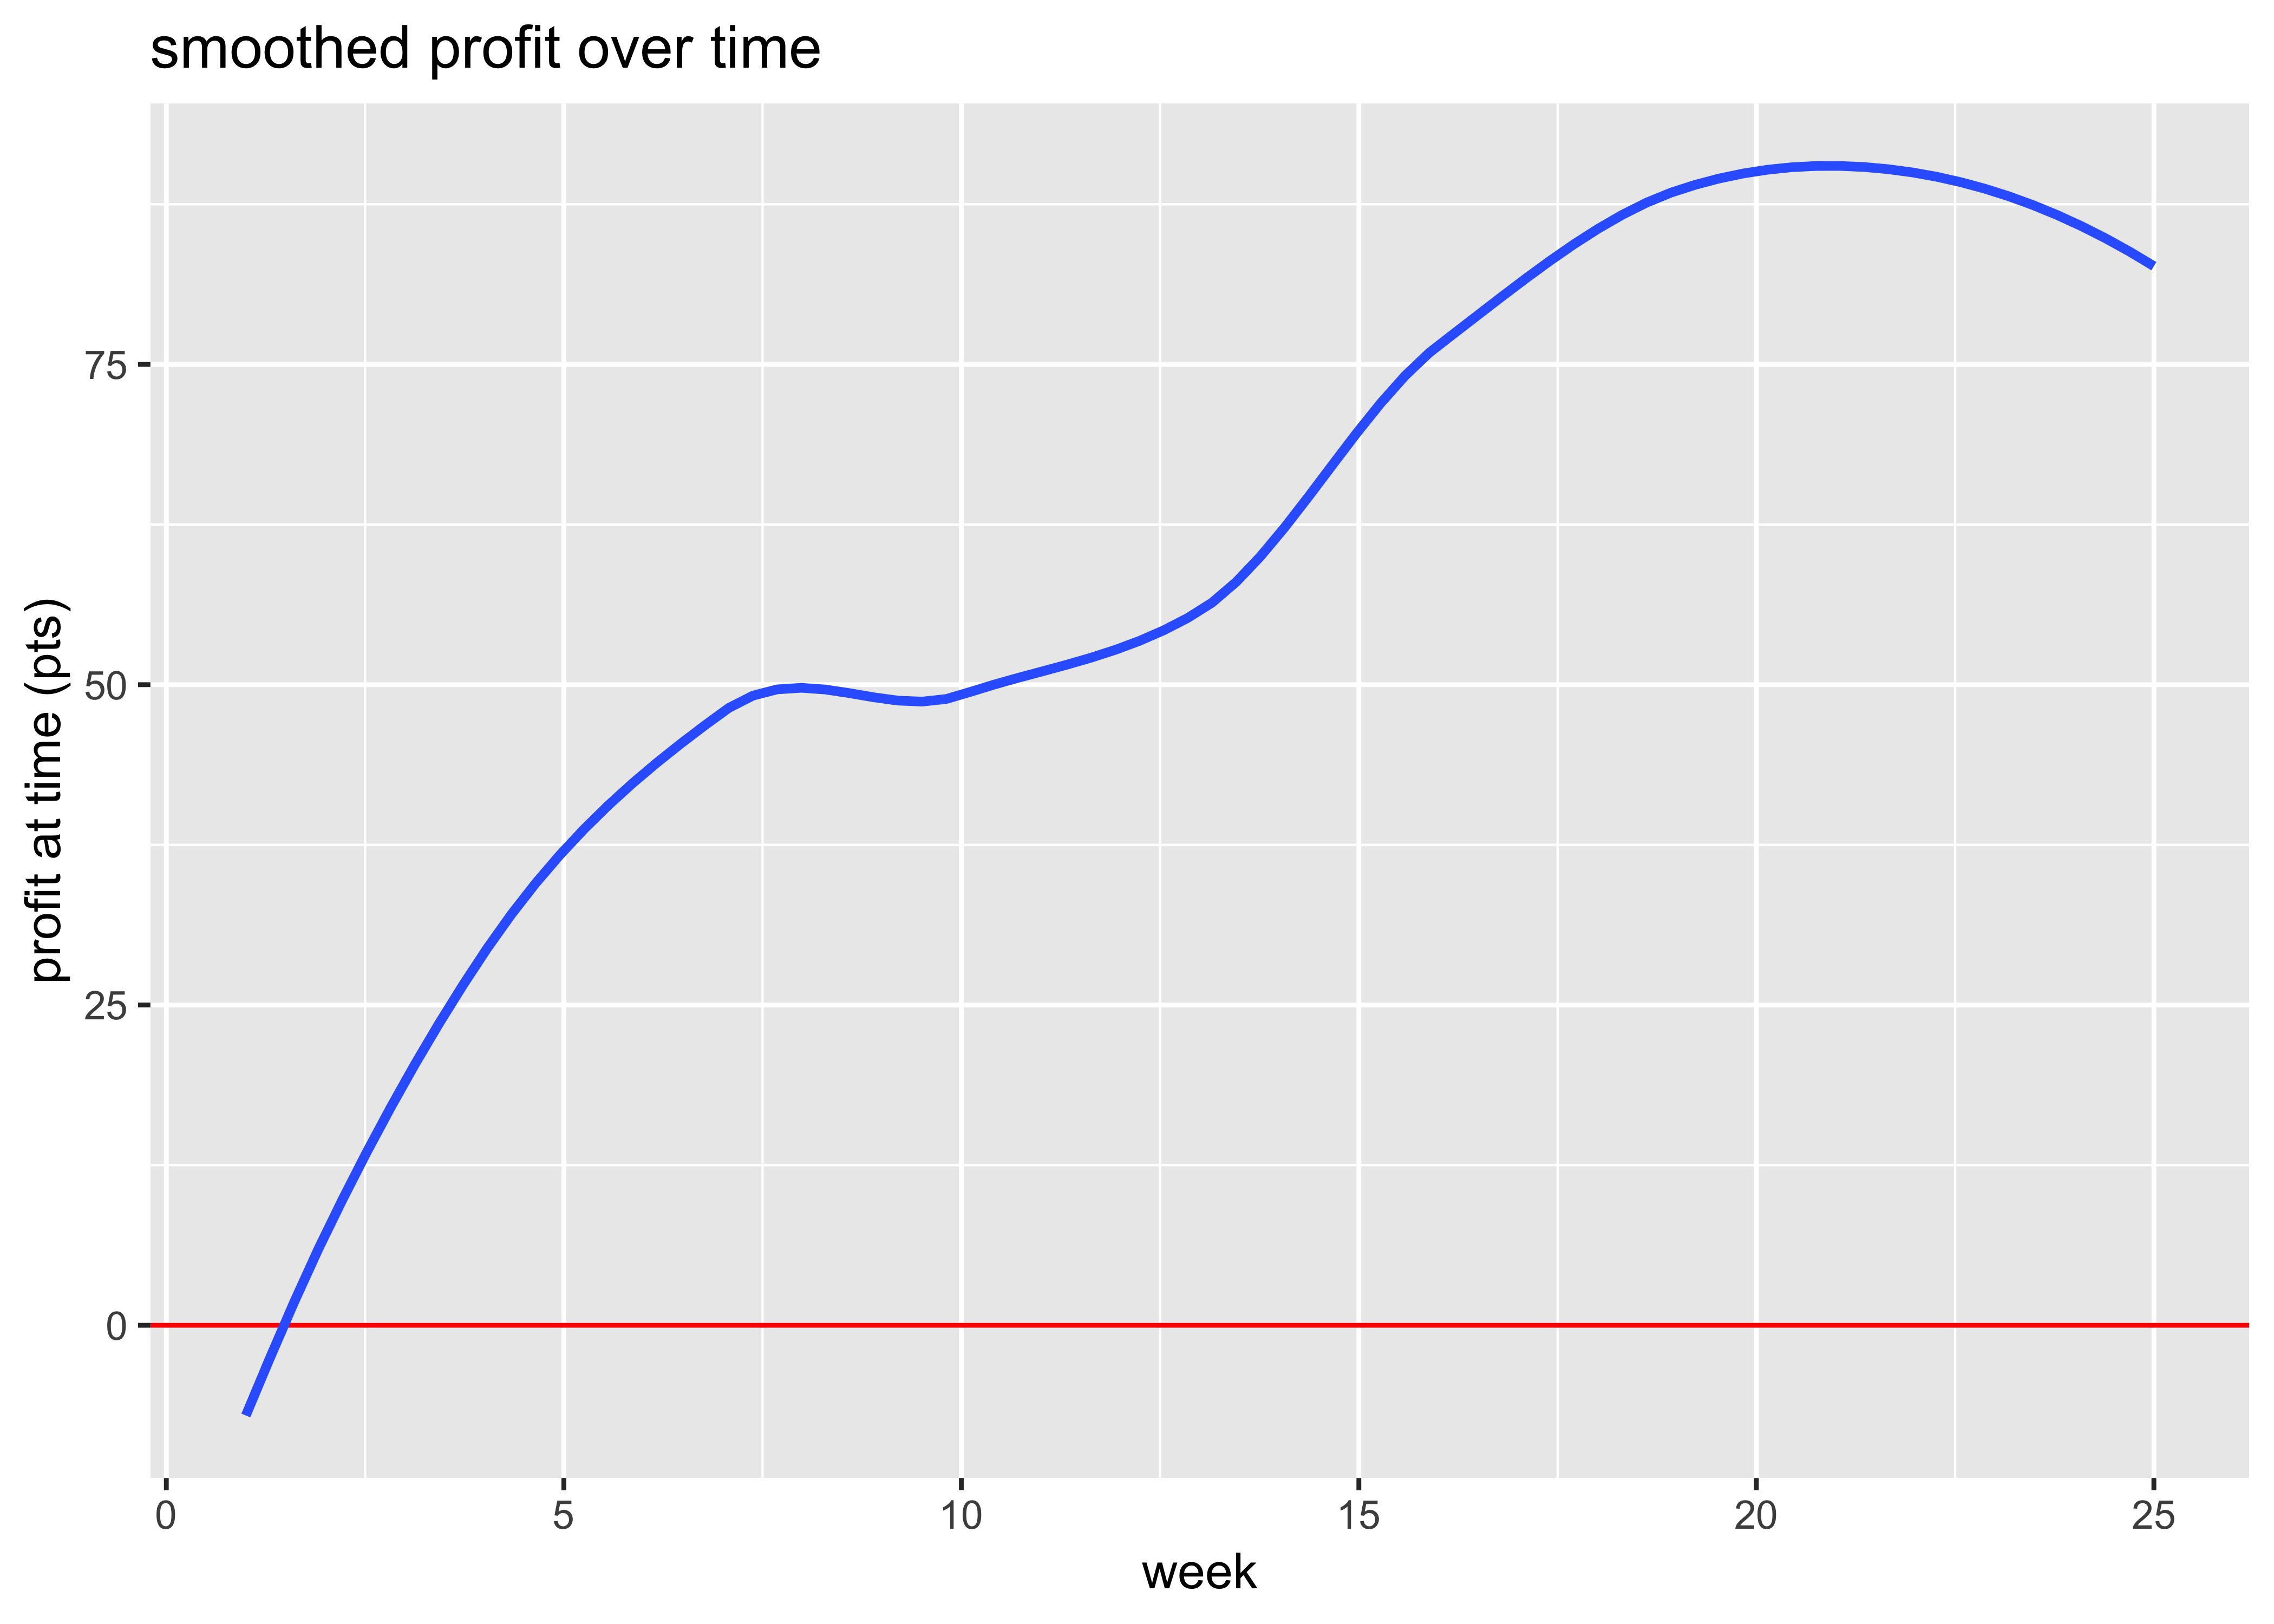 smoothed profit over time
profit at time (pts)
75
50
25
0
0 5 10 15 20 25
week